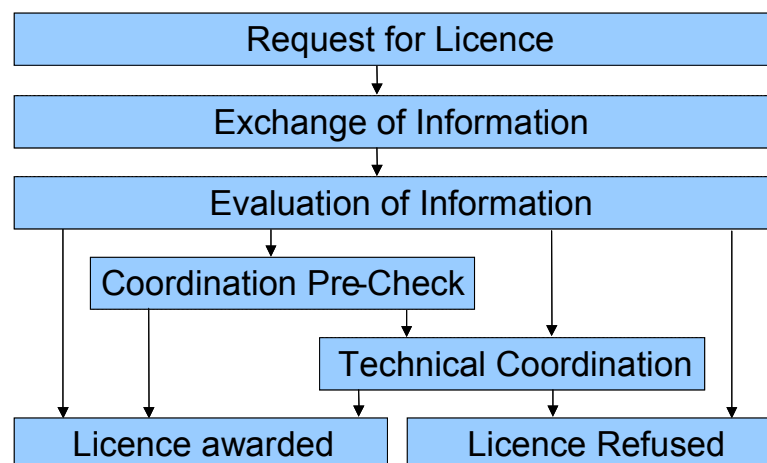 Request for Licence
Exchange of Information
Evaluation of Information
Coordination Pre-Check
Technical Coordination
Licence awarded
Licence Refused